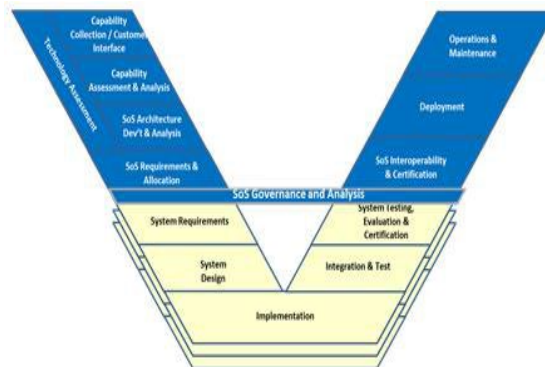 Technology Assessment
Capability
Collection / Customer
Interface
Capability
Assessment & Analysis
SoS Architecture
Dev't & Analysis
SoS Requirements &
Allocation
Operations &
Maintenance
Deployment
SoS Interoperability
& Certification
SoS Governance and Analysis
System Requirements
System
Design
System Testing,
Evaluation &
Certification
Integration & Test
Implementation